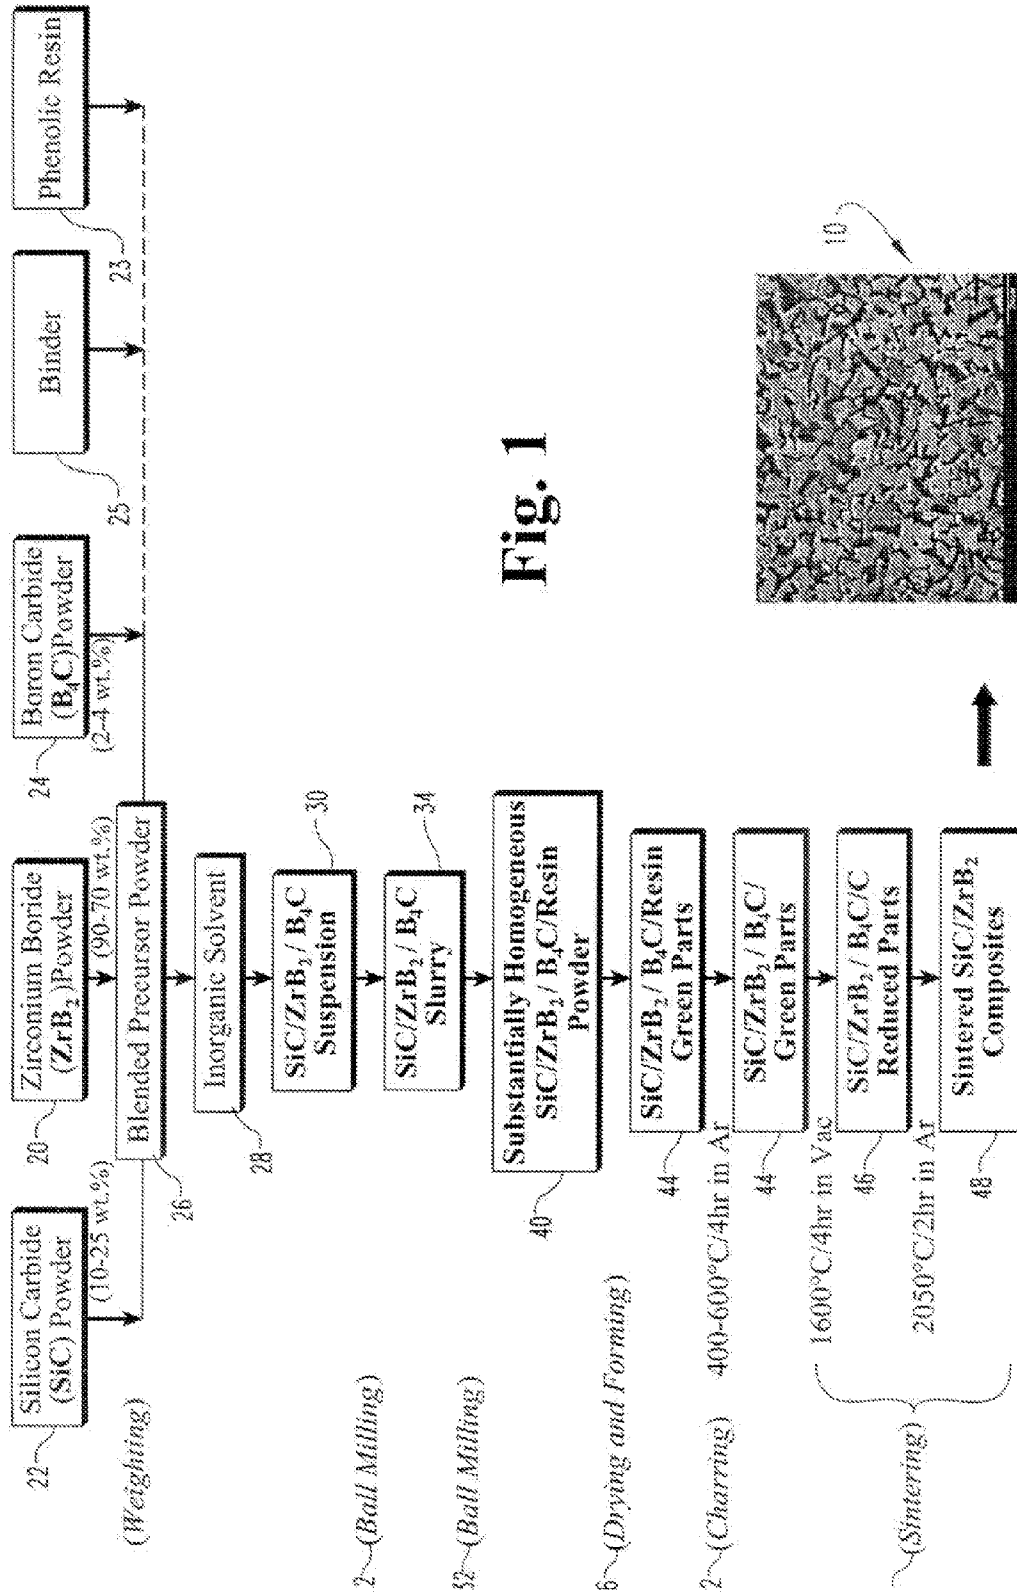 Silicon Carbide
(SiC) Powder
22
Zirconium Boride
(ZrB₂)Powder
20
Boron Carbide
(B₄C)Powder
24
Binder
25
Phenolic Resin
23
(Weighting)
(10-25 wt.%)
(90-70 wt.%)
(2-4 wt.%)
Blended Precursor Powder
26
Inorganic Solvent
28
2 (Ball Milling)
SiC/ZrB₂/ B₄C
Suspension
30
32 (Ball Milling)
SiC/ZrB₂/ B₄C
Slurry
34
Substantially Homogeneous
SiC/ZrB₂/ B₄C/Resin
Powder
40
6 (Drying and Forming)
SiC/ZrB₂/ B₄C/Resin
Green Parts
44
2 (Charring)
400-600°C/4hr in Ar
SiC/ZrB₂/ B₄C/
Green Parts
44
1600°C/4hr in Vac
SiC/ZrB₂/ B₄C/C
Reduced Parts
46
(Sintering)
2050°C/2hr in Ar
Sintered SiC/ZrB₂
Composites
48
10
Fig. 1